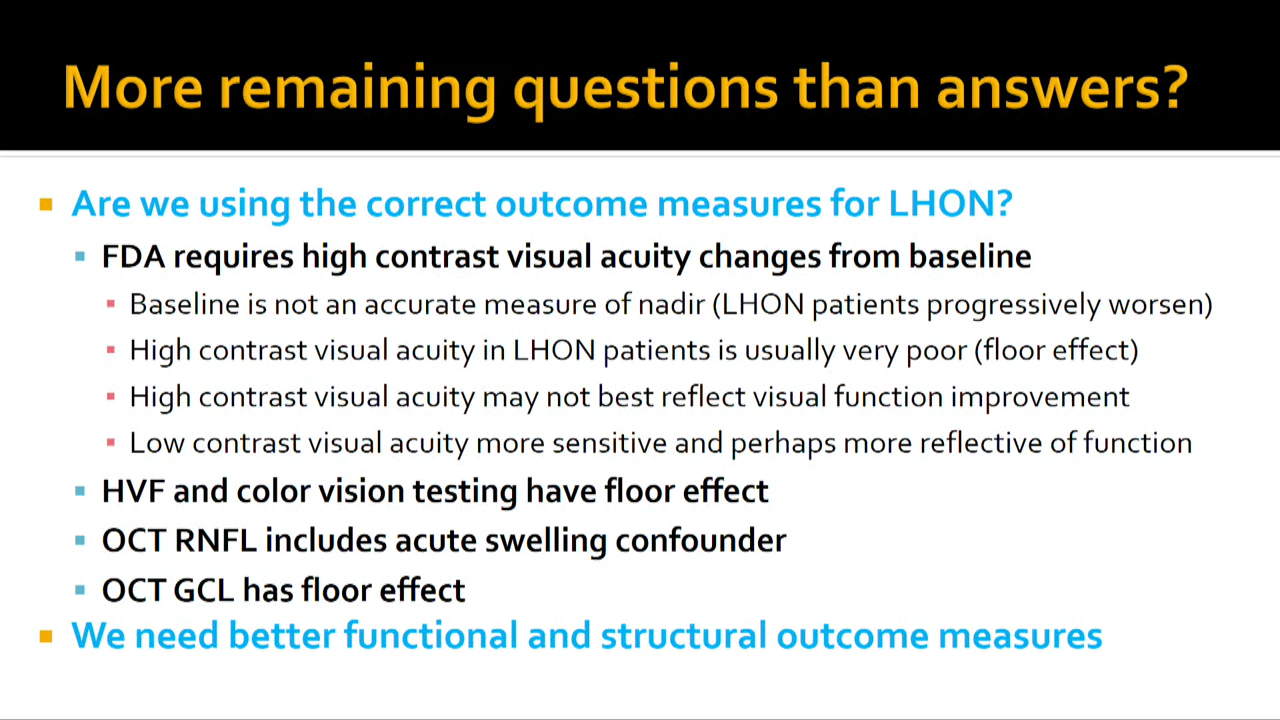 More remaining questions than answers?
Are we using the correct outcome measures for LHON?
FDA requires high contrast visual acuity changes from baseline
Baseline is not an accurate measure of nadir (LHON patients progressively worsen)
High contrast visual acuity in LHON patients is usually very poor (floor effect)
High contrast visual acuity may not best reflect visual function improvement
Low contrast visual acuity more sensitive and perhaps more reflective of function
HVF and color vision testing have floor effect
OCT RNFL includes acute swelling confounder
OCT GCL has floor effect
We need better functional and structural outcome measures